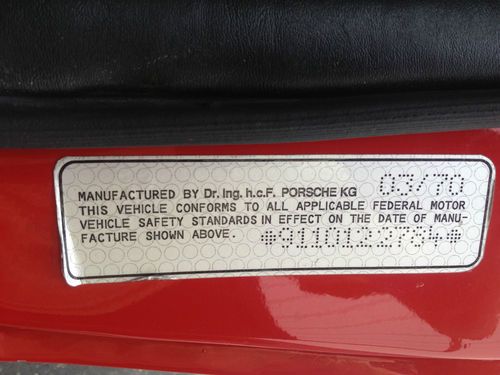 MANUFACTURED BY Dr. Ing. h.c.F. PORSCHE KG 03/70
THIS VEHICLE CONFORMS TO ALL APPLICABLE FEDERAL MOTOR
VEHICLE SAFETY STANDARDS IN EFFECT ON THE DATE OF MANU-
FACTURE SHOWN ABOVE. *9110122784*